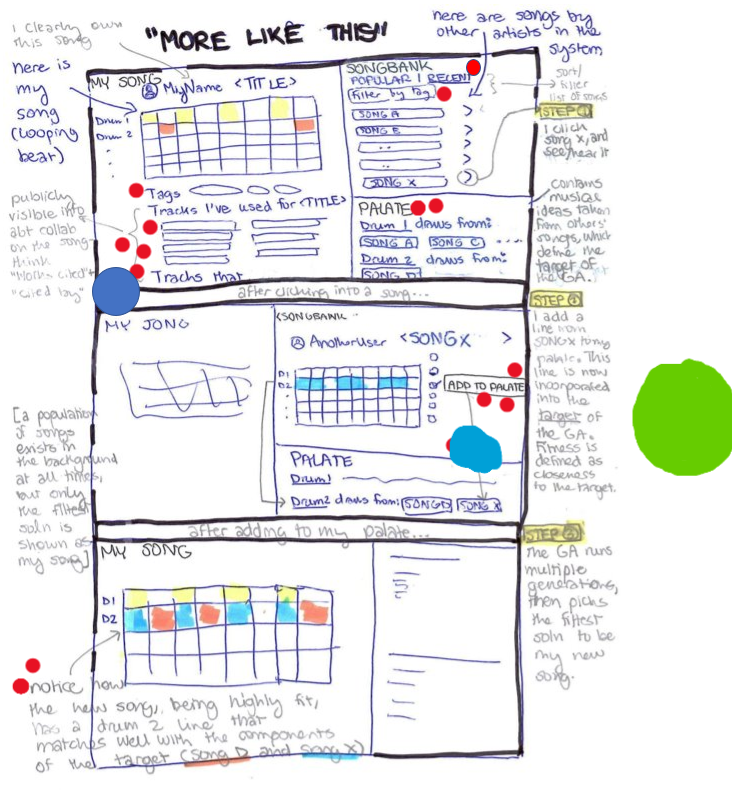 "MORE LIKE THIS"
I clearly own
this song
here is
my
song
(looping
beat)
here are songs by
other artists in the
system
MY SONG
MyName <TITLE>
Drum 1
Drum 2
Tags
Tracks I've used for <TITLE>
Tracks that
publicly
visible info
abt collab
on the song-
think
"Works cited" +
"cited by"
SONGBANK
POPULAR | RECENT
Filter by tag
SONG A
SONG E
SONG X
sort/
filter
list of songs
STEP 1
I click
song x, and
see/hear it
PALATE
Drum 1 draws from:
SONG A SONG C ....
Drum 2 draws from:
SONG D
contains
musical
ideas taken
from others'
songs, which
define the
target of
the GA.
after clicking into a song...
MY SONG
<SONGBANK
AnotherUser <SONG X >
D1
D2
ADD TO PALATE
PALATE
Drum 1
Drum 2 draws from: SONG D SONG X
STEP 2
I add a
line from
SONG X to my
palate. This
line is now
incorporated
into the
target of
the GA.
Fitness is
defined as
closeness
to the target.
[a population
of songs
exists in
the background
at all times,
but only
the fittest
soln is
shown as
my song]
after adding to my palate...
MY SONG
D1
D2
STEP 3
The GA runs
multiple
generations,
then picks
the fittest
soln to be
my new
song.
notice how
the new song, being highly fit,
has a drum 2 line that
matches well with the components
of the target (song D and song X)